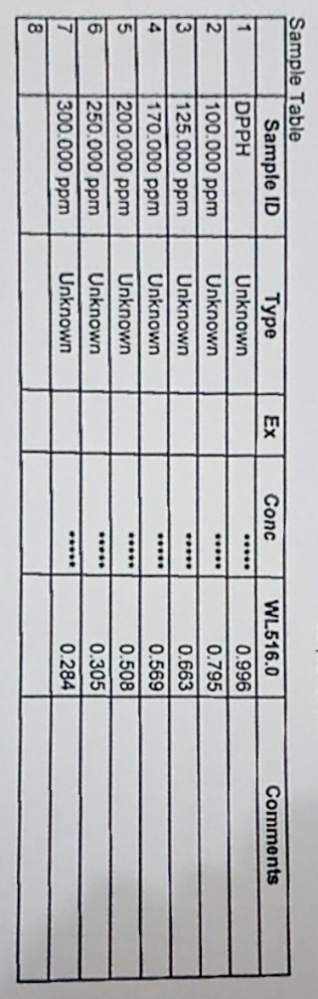 Sample Table
Sample ID Type Ex Conc WL516.0 Comments
1 DPPH Unknown ***** 0.996
2 100.000 ppm Unknown ***** 0.795
3 125.000 ppm Unknown ***** 0.663
4 170.000 ppm Unknown ***** 0.569
5 200.000 ppm Unknown ***** 0.508
6 250.000 ppm Unknown ***** 0.305
7 300.000 ppm Unknown ***** 0.284
8